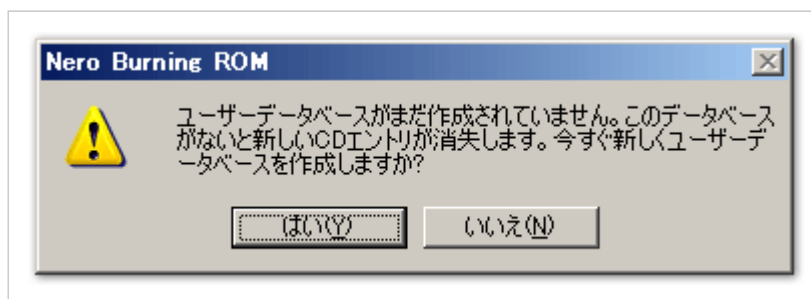 Nero Burning ROM
ユーザーデータベースがまだ作成されていません。このデータベース
がないと新しいCDエントリが消失します。今すぐ新しくユーザーデ
ータベースを作成しますか?
はい(Y)
いいえ(N)